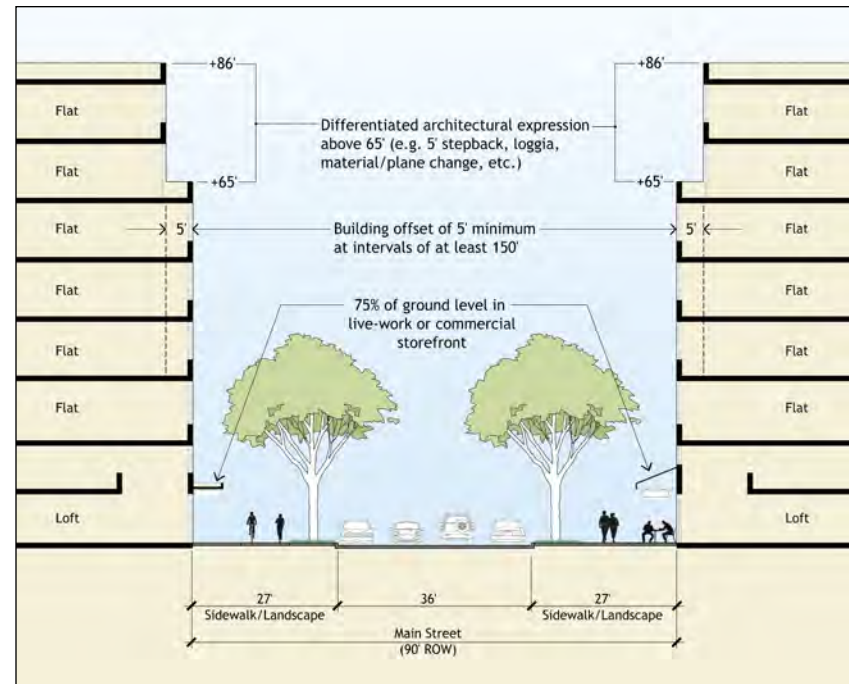 +86' +86'
Flat Flat
Differentiated architectural expression
above 65' (e.g. 5' stepback, loggia,
material/plane change, etc.)
Flat Flat
+65' +65'
Flat 5' Building offset of 5' minimum 5' Flat
at intervals of at least 150'
Flat Flat
75% of ground level in
live-work or commercial
storefront
Flat Flat
Flat Flat
Loft Loft
27' 36' 27'
Sidewalk/Landscape Sidewalk/Landscape
Main Street
(90' ROW)